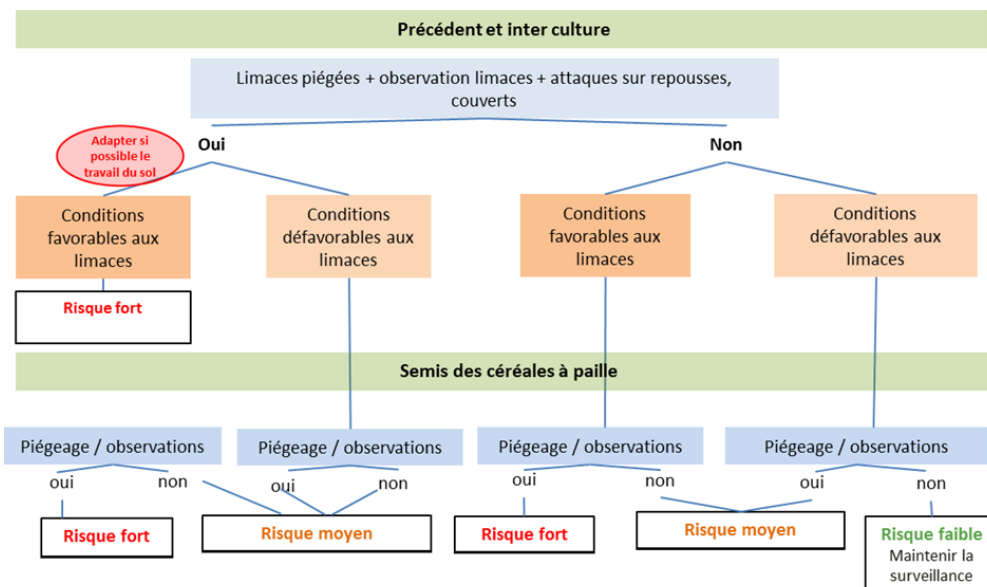 Précédent et inter culture
Limaces piégées + observation limaces + attaques sur repousses,
couverts
Adapter si
possible le
travail du sol
Oui
Non
Conditions
favorables aux
limaces
Conditions
défavorables aux
limaces
Conditions
favorables aux
limaces
Conditions
défavorables aux
limaces
Risque fort
Semis des céréales à paille
Piégeage / observations
Piégeage / observations
Piégeage / observations
Piégeage / observations
oui
non
oui
non
oui
non
oui
non
Risque fort
Risque moyen
Risque fort
Risque moyen
Risque faible
Maintenir la
surveillance